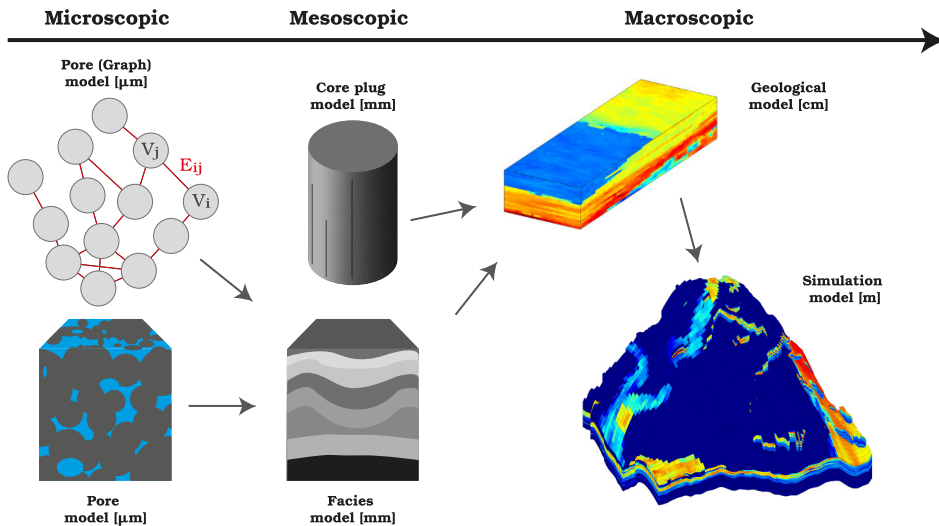 Microscopic
Mesoscopic
Macroscopic
Pore (Graph)
model [μm]
Vj
Eij
Vi
Core plug
model [mm]
Geological
model [cm]
Simulation
model [m]
Pore
model [μm]
Facies
model [mm]